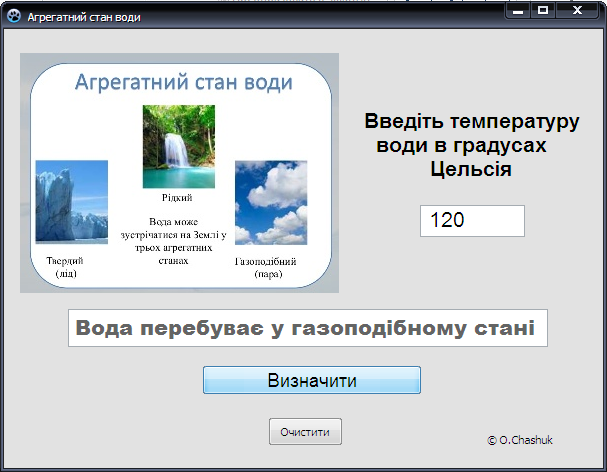 Агрегатний стан води
Агрегатний стан води
Рідкий
Вода може
зустрічатися на Землі у
трьох агрегатних
станах
Твердий
(лід)
Газоподібний
(пара)
Введіть температуру
води в градусах
Цельсія
120
Вода перебуває у газоподібному стані
Визначити
Очистити
© O.Chashuk